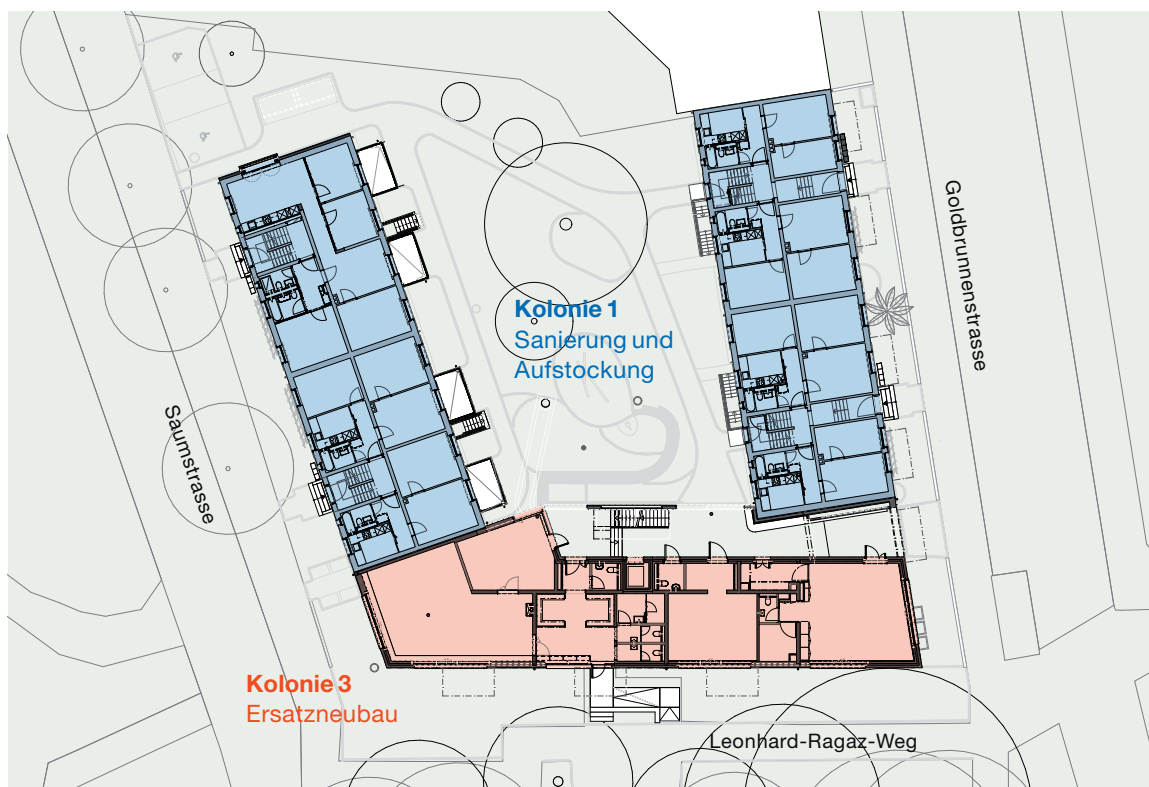 Kolonie 1
Sanierung und
Aufstockung
Goldbrunnenstrasse
Saumstrasse
Kolonie 3
Ersatzneubau
Leonhard-Ragaz-Weg